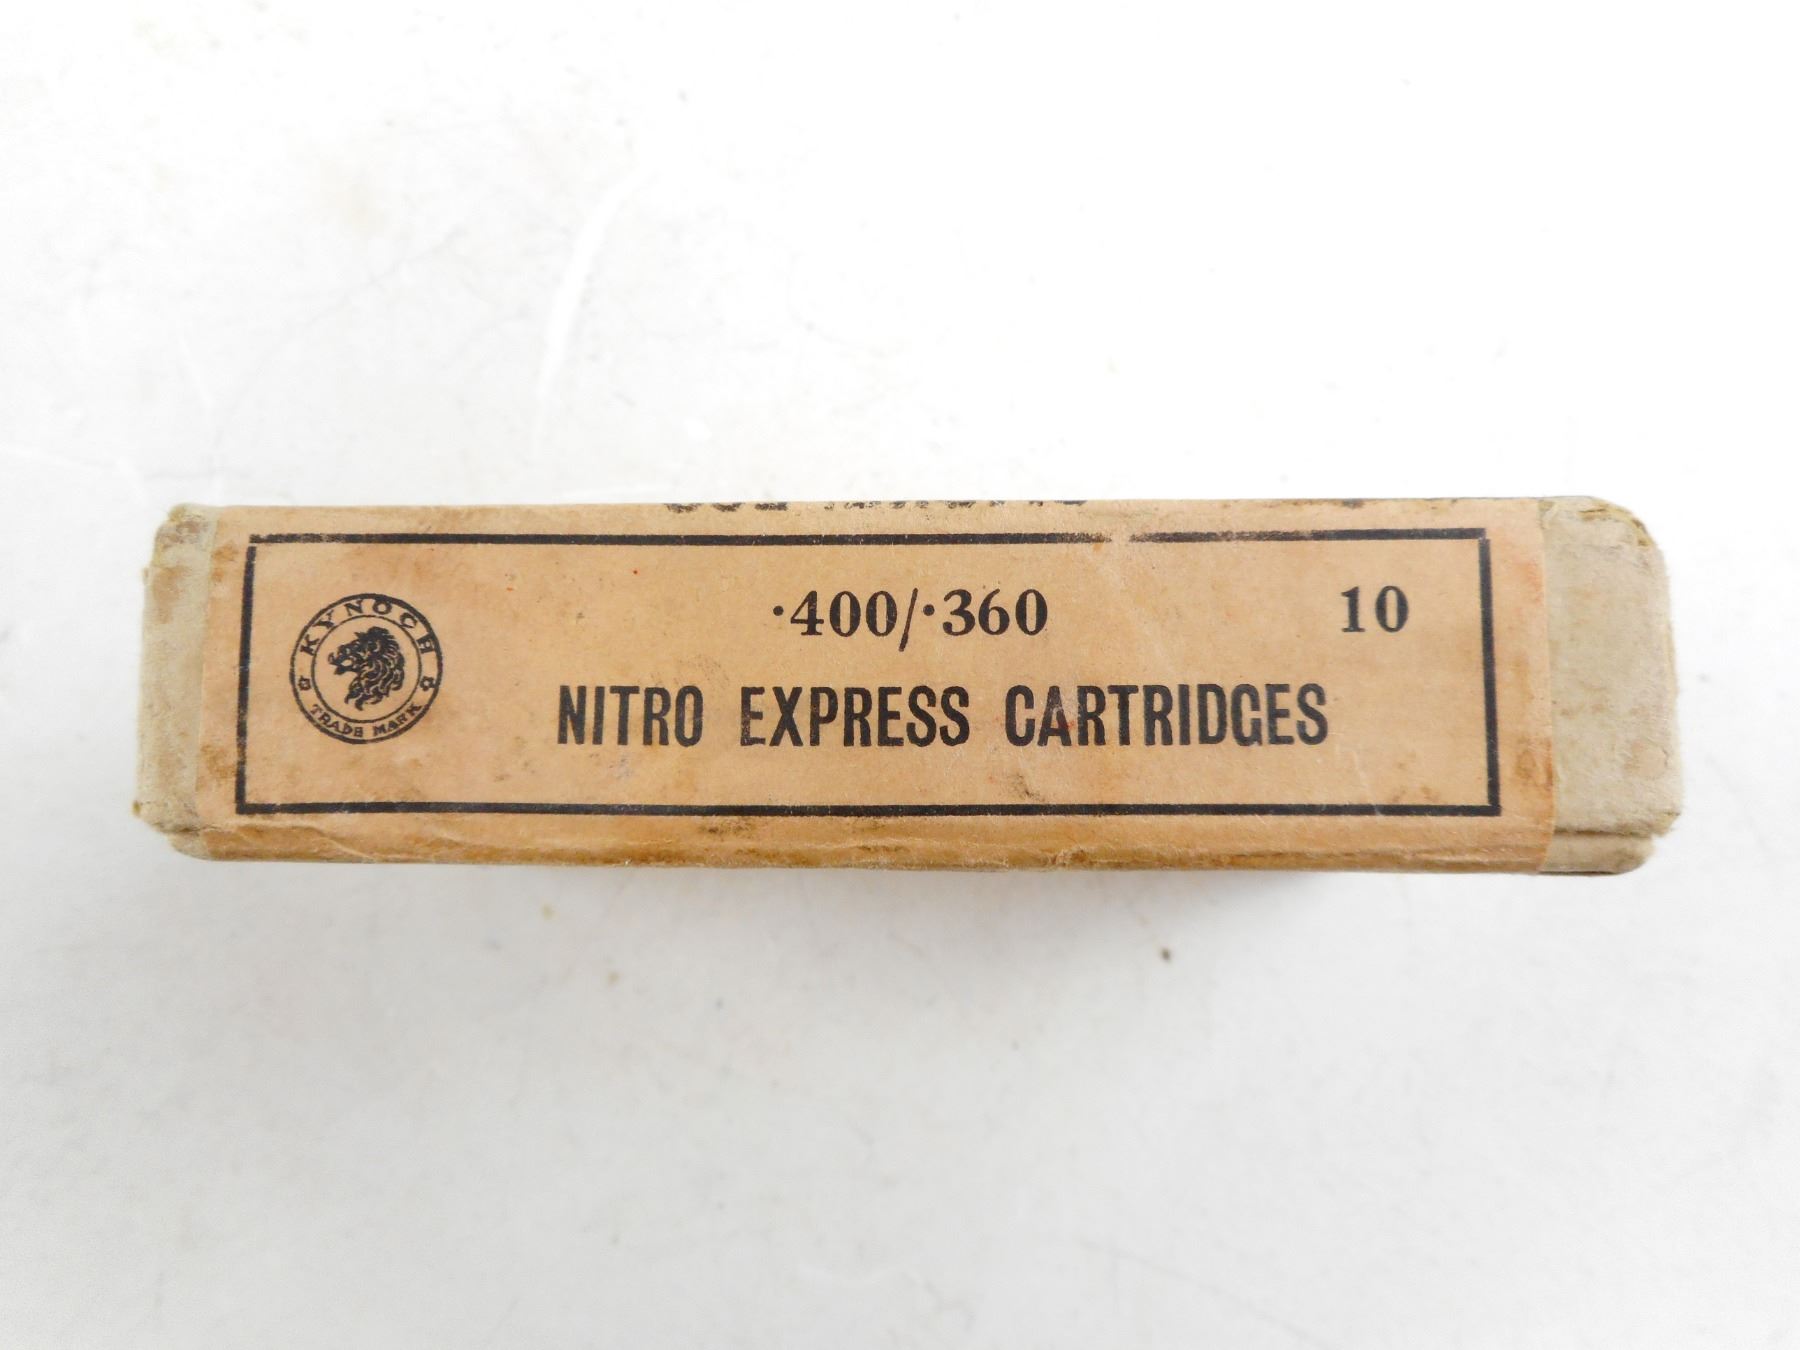 KYNOCH
TRADE MARK
·400/·360 10
NITRO EXPRESS CARTRIDGES